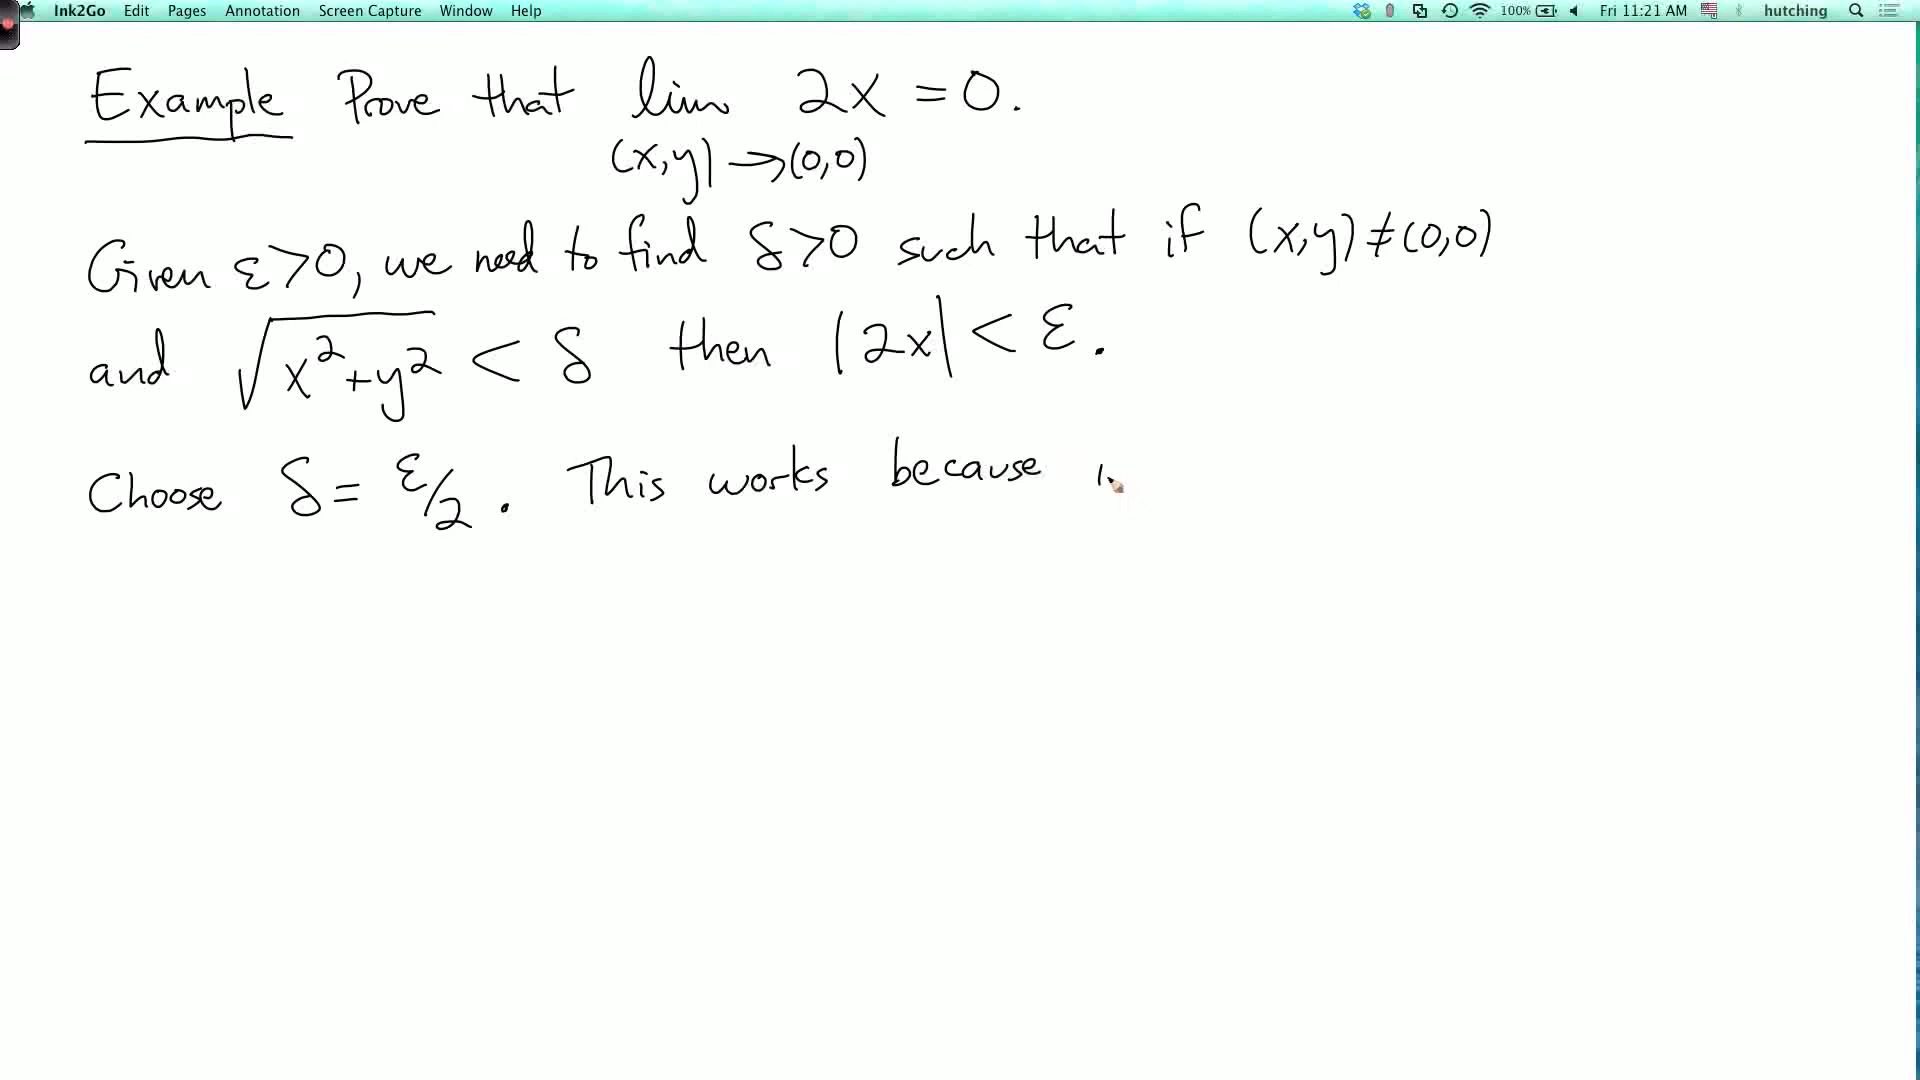 Ink2Go Edit Pages Annotation Screen Capture Window Help 100% Fri 11:21 AM hutching
Example Prove that lim 2x = 0.
(x,y) → (0,0)
Given ε>0, we need to find δ>0 such that if (x,y) ≠ (0,0)
and √(x²+y²) < δ then |2x| < ε.
Choose δ = ε/2. This works because